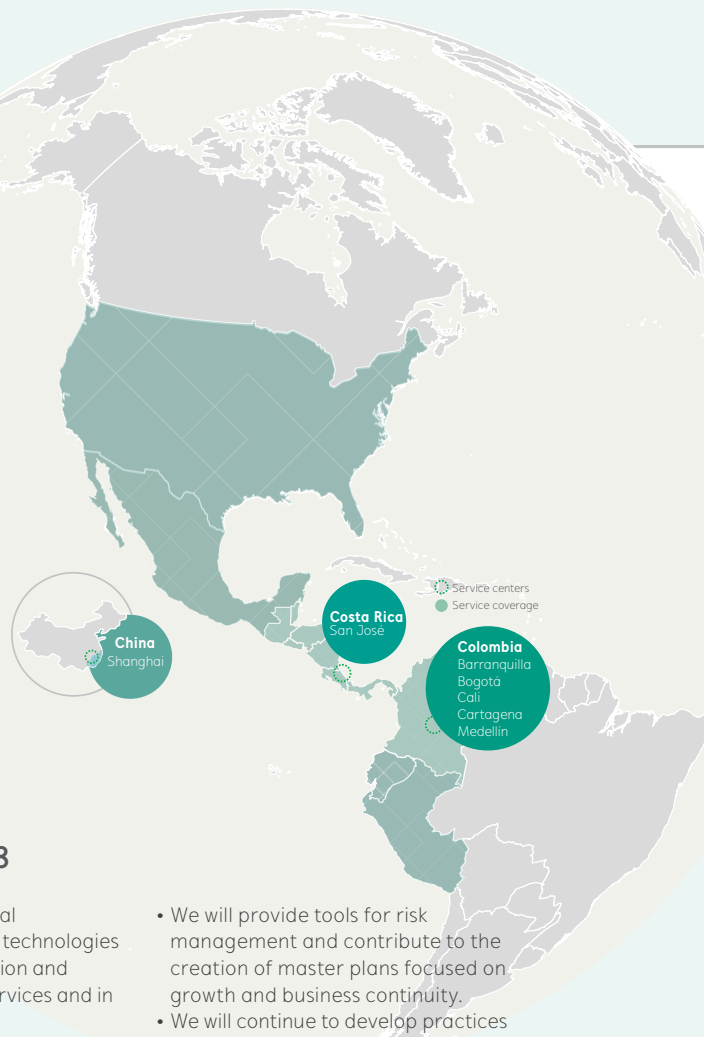 Service centers
Service coverage
Costa Rica
San José
China
Shanghai
Colombia
Barranquilla
Bogotá
Cali
Cartagena
Medellín
8
al
technologies
ion and
rvices and in
• We will provide tools for risk
management and contribute to the
creation of master plans focused on
growth and business continuity.
• We will continue to develop practices